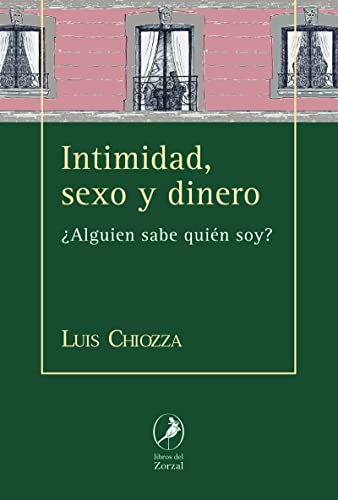 Intimidad,
sexo y dinero
¿Alguien sabe quién soy?
LUIS CHIOZZA
libros del
Zorzal